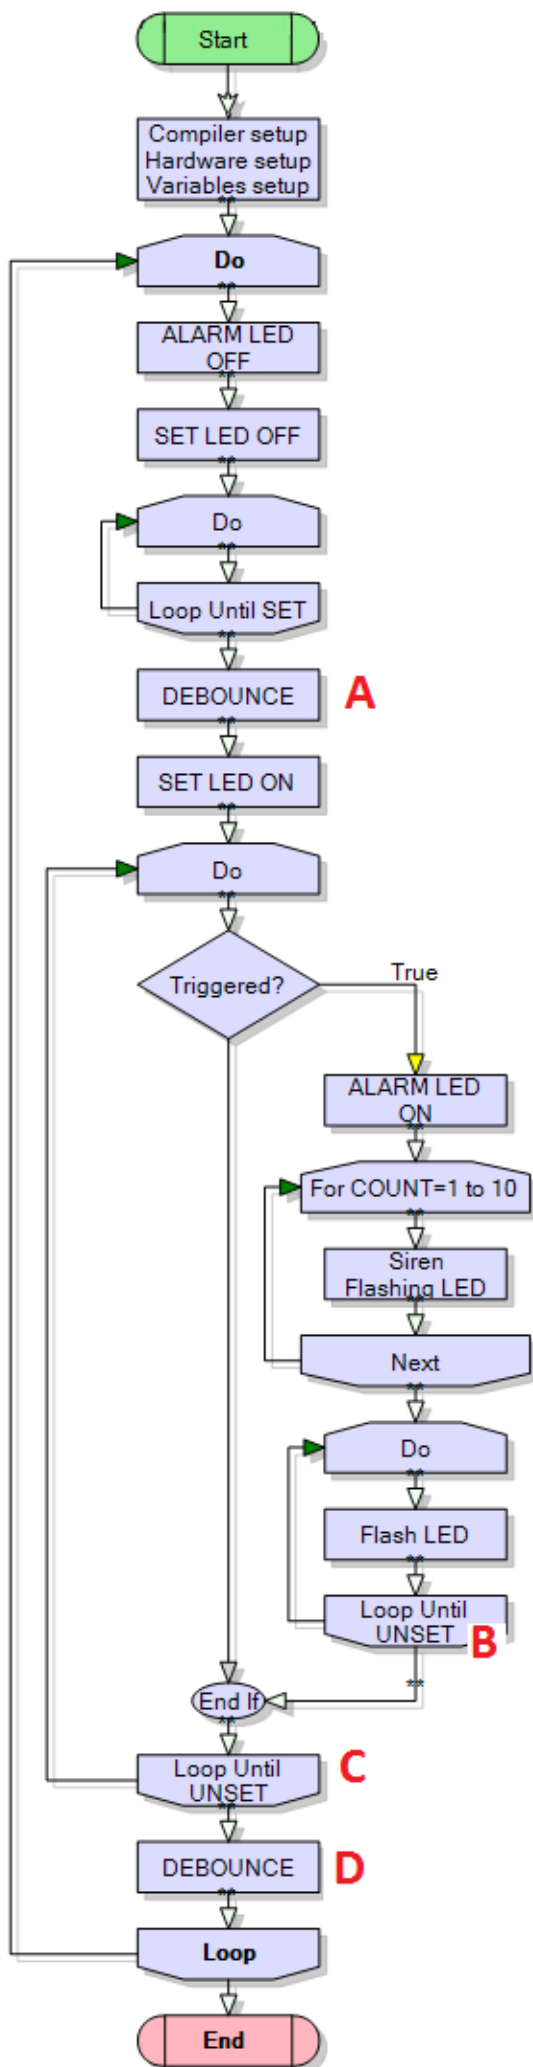 Start
Compiler setup
Hardware setup
Variables setup
**
Do
**
ALARM LED
OFF
**
SET LED OFF
**
Do
**
Loop Until SET
**
DEBOUNCE
A
**
SET LED ON
**
Do
**
Triggered?
True
ALARM LED
ON
**
For COUNT=1 to 10
**
Siren
Flashing LED
**
Next
**
Do
**
Flash LED
**
Loop Until
UNSET
B
**
End If
**
Loop Until
UNSET
C
**
DEBOUNCE
D
**
Loop
End